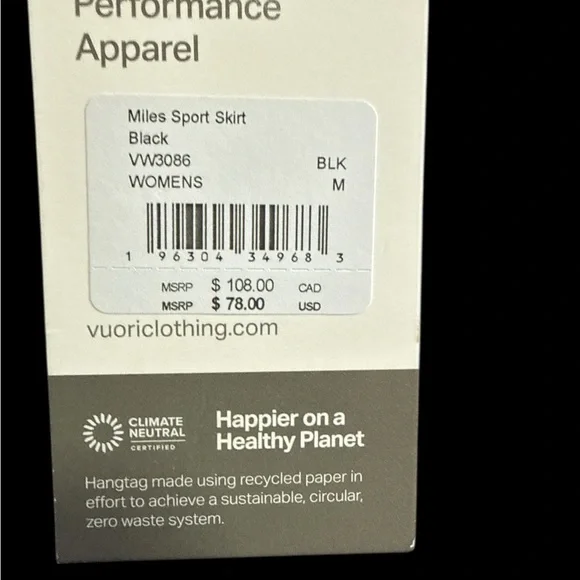 Performance
Apparel
Miles Sport Skirt
Black
VW3086 BLK
WOMENS M
1 96304 34968 3
MSRP $ 108.00 CAD
MSRP $ 78.00 USD
vuoriclothing.com
CLIMATE
NEUTRAL
CERTIFIED
Happier on a
Healthy Planet
Hangtag made using recycled paper in
effort to achieve a sustainable, circular,
zero waste system.